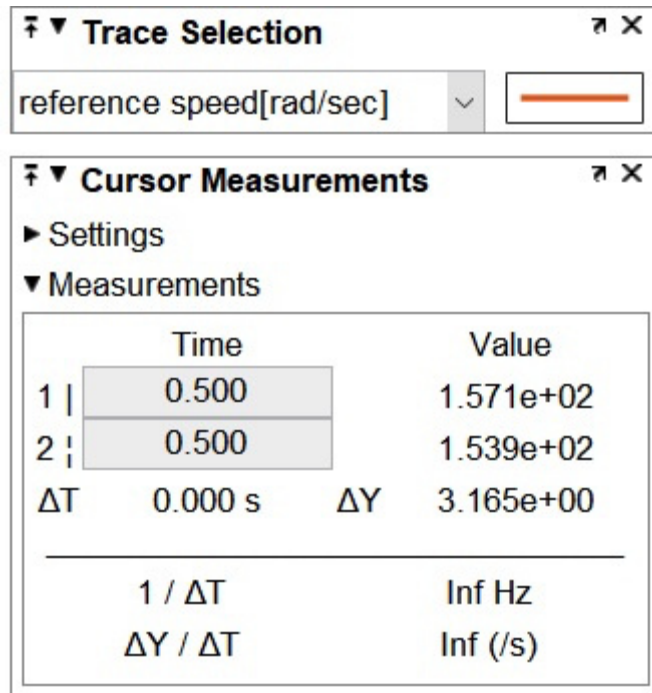 Trace Selection
reference speed[rad/sec]
Cursor Measurements
Settings
Measurements
Time Value
1 | 0.500 1.571e+02
2 ¦ 0.500 1.539e+02
ΔT 0.000 s ΔY 3.165e+00
1 / ΔT Inf Hz
ΔY / ΔT Inf (/s)